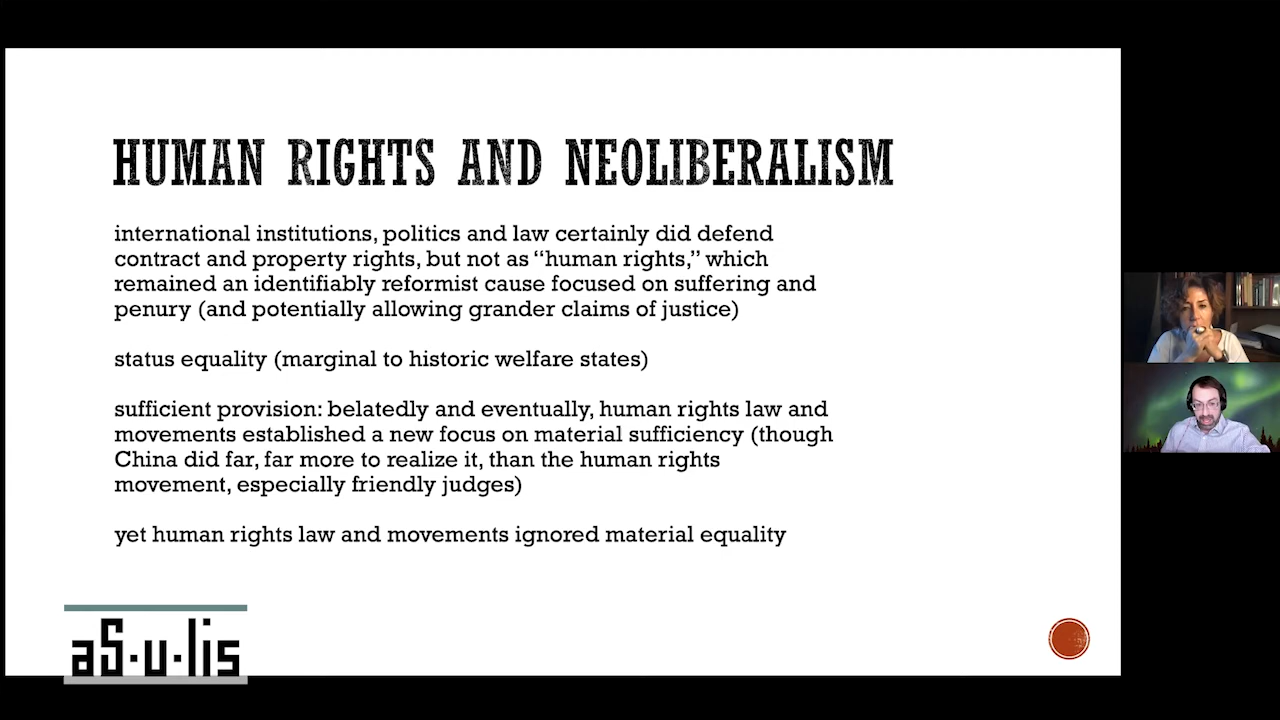 HUMAN RIGHTS AND NEOLIBERALISM
international institutions, politics and law certainly did defend
contract and property rights, but not as “human rights,” which
remained an identifiably reformist cause focused on suffering and
penury (and potentially allowing grander claims of justice)
status equality (marginal to historic welfare states)
sufficient provision: belatedly and eventually, human rights law and
movements established a new focus on material sufficiency (though
China did far, far more to realize it, than the human rights
movement, especially friendly judges)
yet human rights law and movements ignored material equality
aS·u·lis